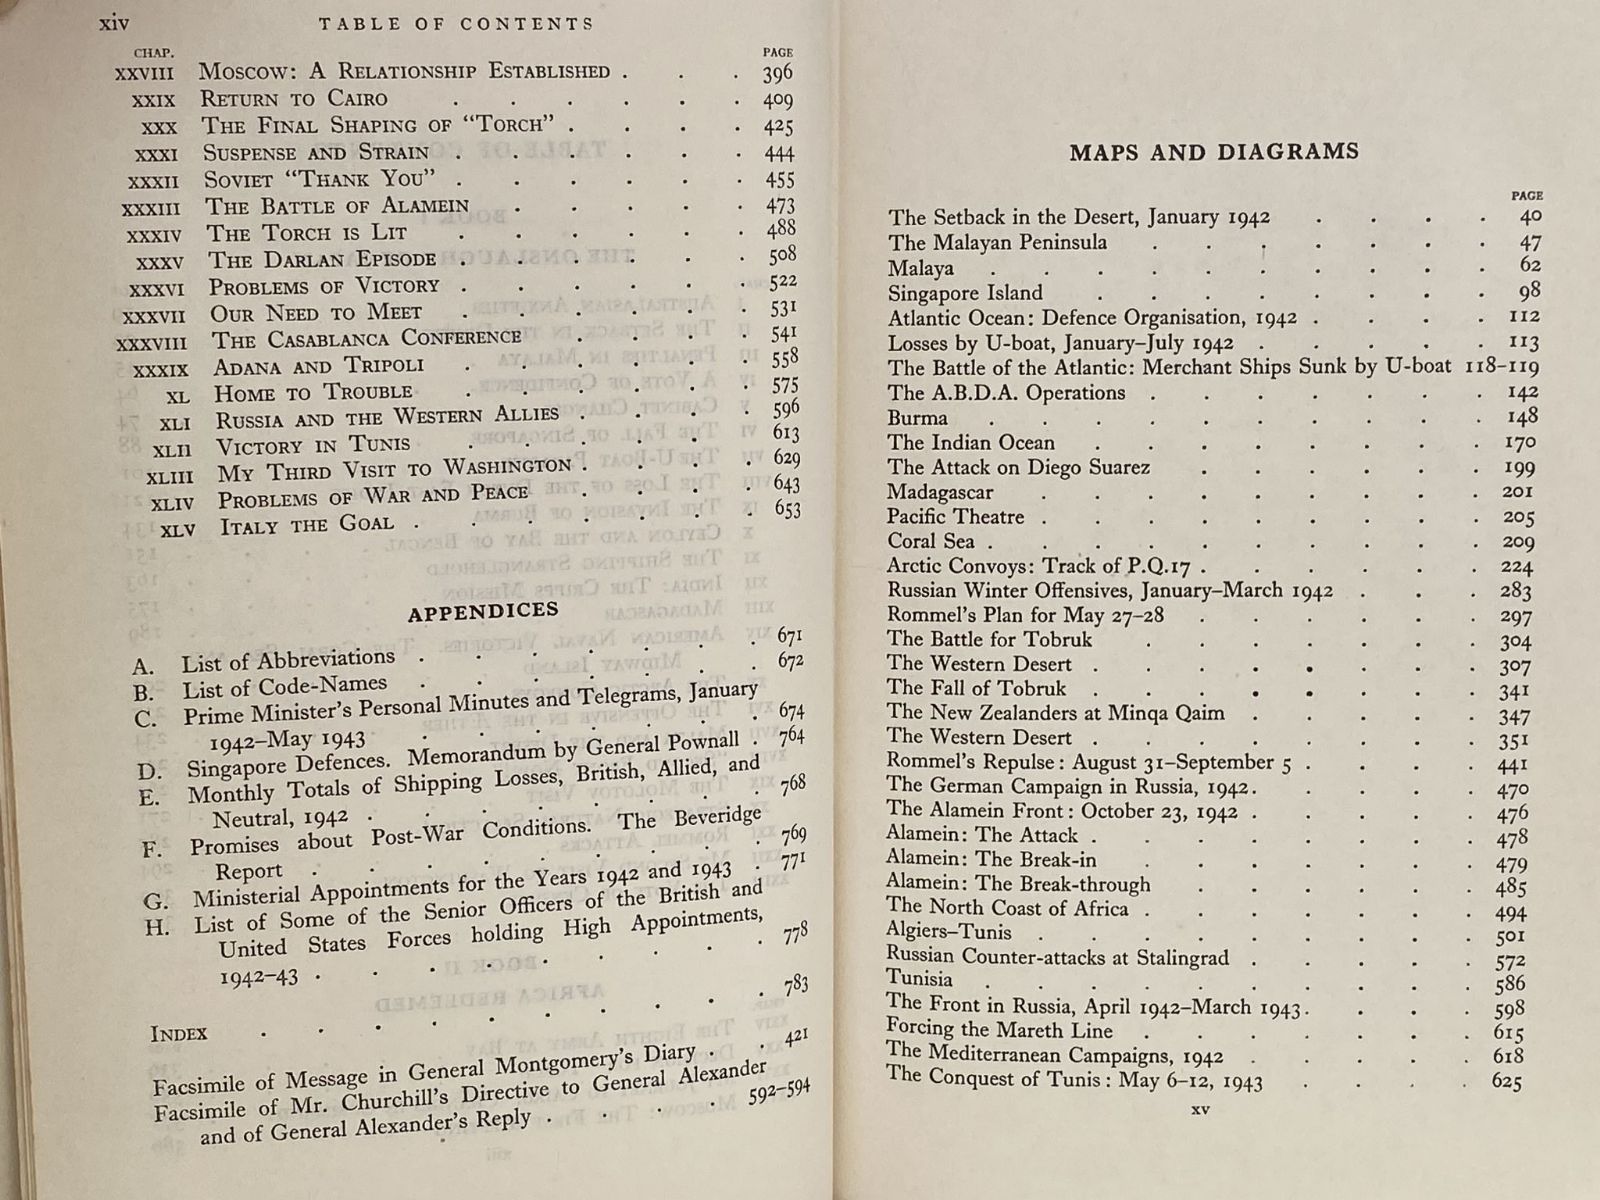 xiv TABLE OF CONTENTS
CHAP. PAGE
XXVIII MOSCOW: A RELATIONSHIP ESTABLISHED . . . 396
XXIX RETURN TO CAIRO . . . . . . 409
XXX THE FINAL SHAPING OF "TORCH" . . . . 425
XXXI SUSPENSE AND STRAIN . . . . . . 444
XXXII SOVIET "THANK YOU" . . . . . . 455
XXXIII THE BATTLE OF ALAMEIN . . . . . 473
XXXIV THE TORCH IS LIT . . . . . . 488
XXXV THE DARLAN EPISODE . . . . . . 508
XXXVI PROBLEMS OF VICTORY . . . . . . 522
XXXVII OUR NEED TO MEET . . . . . . 531
XXXVIII THE CASABLANCA CONFERENCE . . . . 541
XXXIX ADANA AND TRIPOLI . . . . . . 558
XL HOME TO TROUBLE . . . . . . 575
XLI RUSSIA AND THE WESTERN ALLIES . . . . 596
XLII VICTORY IN TUNIS . . . . . . 613
XLIII MY THIRD VISIT TO WASHINGTON . . . . 629
XLIV PROBLEMS OF WAR AND PEACE . . . . 643
XLV ITALY THE GOAL . . . . . . . 653
APPENDICES
A. List of Abbreviations . . . . . . . 671
B. List of Code-Names . . . . . . . 672
C. Prime Minister's Personal Minutes and Telegrams, January
1942–May 1943 . . . . . . . 674
D. Singapore Defences. Memorandum by General Pownall . 764
E. Monthly Totals of Shipping Losses, British, Allied, and
Neutral, 1942 . . . . . . . 768
F. Promises about Post-War Conditions. The Beveridge
Report . . . . . . . . . 769
G. Ministerial Appointments for the Years 1942 and 1943 . 771
H. List of Some of the Senior Officers of the British and
United States Forces holding High Appointments,
1942–43 . . . . . . . . . 778
INDEX . . . . . . . . . . 783
Facsimile of Message in General Montgomery's Diary . . 421
Facsimile of Mr. Churchill's Directive to General Alexander
and of General Alexander's Reply . . . . 592–594
MAPS AND DIAGRAMS
PAGE
The Setback in the Desert, January 1942 . . . . 40
The Malayan Peninsula . . . . . . . 47
Malaya . . . . . . . . . . 62
Singapore Island . . . . . . . . 98
Atlantic Ocean: Defence Organisation, 1942 . . . . 112
Losses by U-boat, January–July 1942 . . . . . 113
The Battle of the Atlantic: Merchant Ships Sunk by U-boat 118–119
The A.B.D.A. Operations . . . . . . . 142
Burma . . . . . . . . . . 148
The Indian Ocean . . . . . . . . 170
The Attack on Diego Suarez . . . . . . 199
Madagascar . . . . . . . . . 201
Pacific Theatre . . . . . . . . . 205
Coral Sea . . . . . . . . . . 209
Arctic Convoys: Track of P.Q.17 . . . . . . 224
Russian Winter Offensives, January–March 1942 . . . 283
Rommel's Plan for May 27–28 . . . . . . 297
The Battle for Tobruk . . . . . . . 304
The Western Desert . . . . . . . . 307
The Fall of Tobruk . . . . . . . . 341
The New Zealanders at Minqa Qaim . . . . . 347
The Western Desert . . . . . . . . 351
Rommel's Repulse: August 31–September 5 . . . . 441
The German Campaign in Russia, 1942. . . . . 470
The Alamein Front: October 23, 1942 . . . . . 476
Alamein: The Attack . . . . . . . . 478
Alamein: The Break-in . . . . . . . 479
Alamein: The Break-through . . . . . . 485
The North Coast of Africa . . . . . . . 494
Algiers–Tunis . . . . . . . . . 501
Russian Counter-attacks at Stalingrad . . . . . 572
Tunisia . . . . . . . . . . 586
The Front in Russia, April 1942–March 1943. . . . 598
Forcing the Mareth Line . . . . . . . 615
The Mediterranean Campaigns, 1942 . . . . . 618
The Conquest of Tunis: May 6–12, 1943 . . . . 625
xv